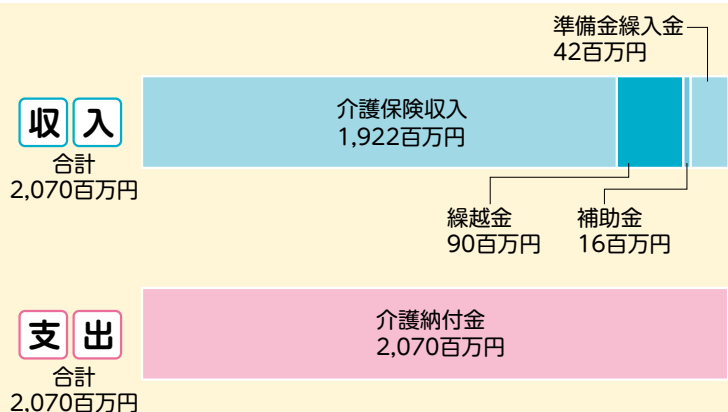 準備金繰入金
42百万円
収入
合計
2,070百万円
介護保険収入
1,922百万円
繰越金
90百万円
補助金
16百万円
支出
合計
2,070百万円
介護納付金
2,070百万円